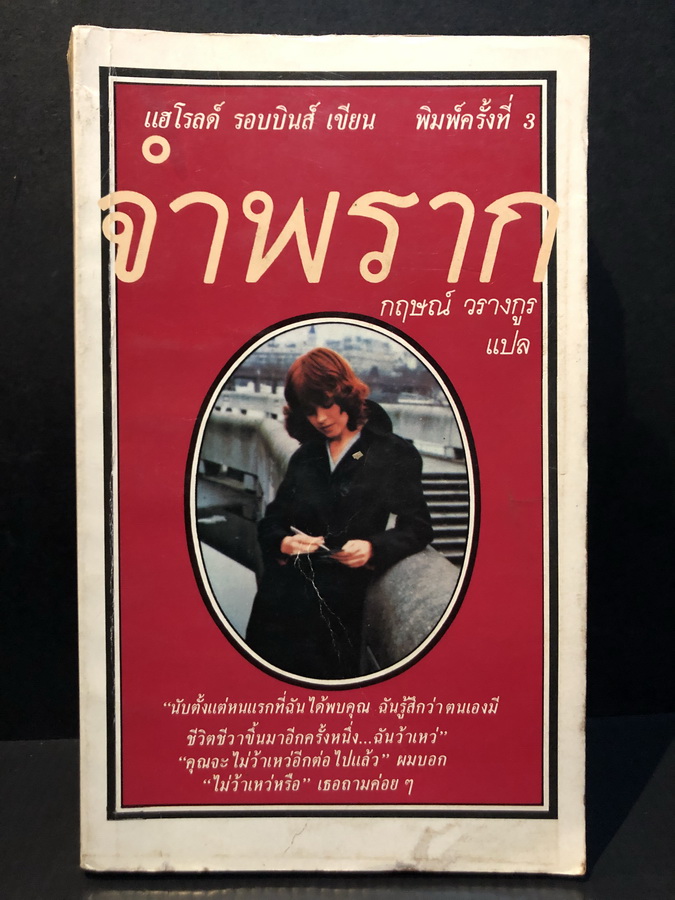 แฮโรลด์ รอบบินส์ เขียน พิมพ์ครั้งที่ 3
จำพราก
กฤษณ์ วรางกูร
แปล
“นับตั้งแต่หนแรกที่ฉันได้พบคุณ ฉันรู้สึกว่าตนเองมี
ชีวิตชีวาขึ้นมาอีกครั้งหนึ่ง...ฉันว้าเหว่”
“คุณจะไม่ว้าเหว่อีกต่อไปแล้ว” ผมบอก
“ไม่ว้าเหว่หรือ” เธอถามค่อย ๆ